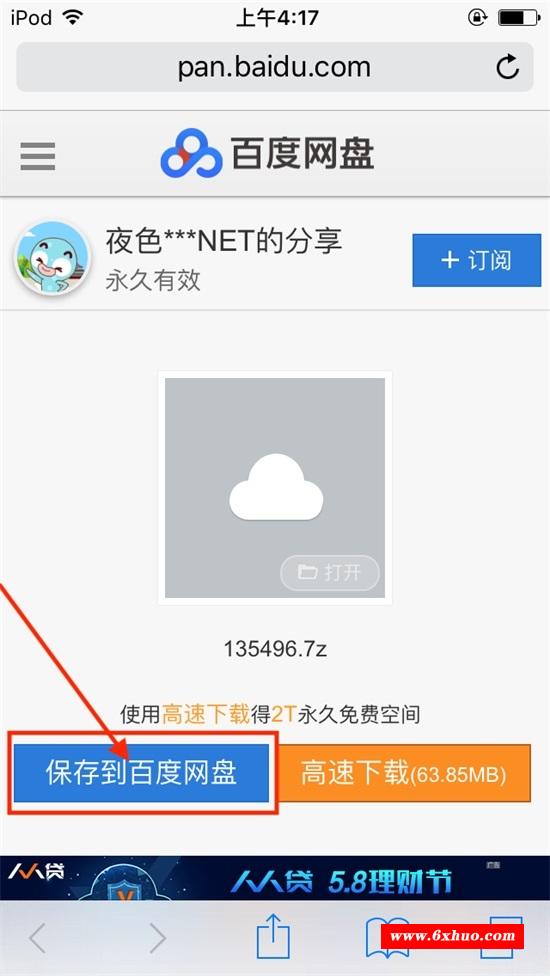 iPod 上午4:17
pan.baidu.com
百度网盘
夜色***NET的分享
永久有效
+ 订阅
打开
135496.7z
使用高速下载得2T永久免费空间
保存到百度网盘
高速下载(63.85MB)
人人贷
人人贷 5.8理财节
广告
www.6xhuo.com